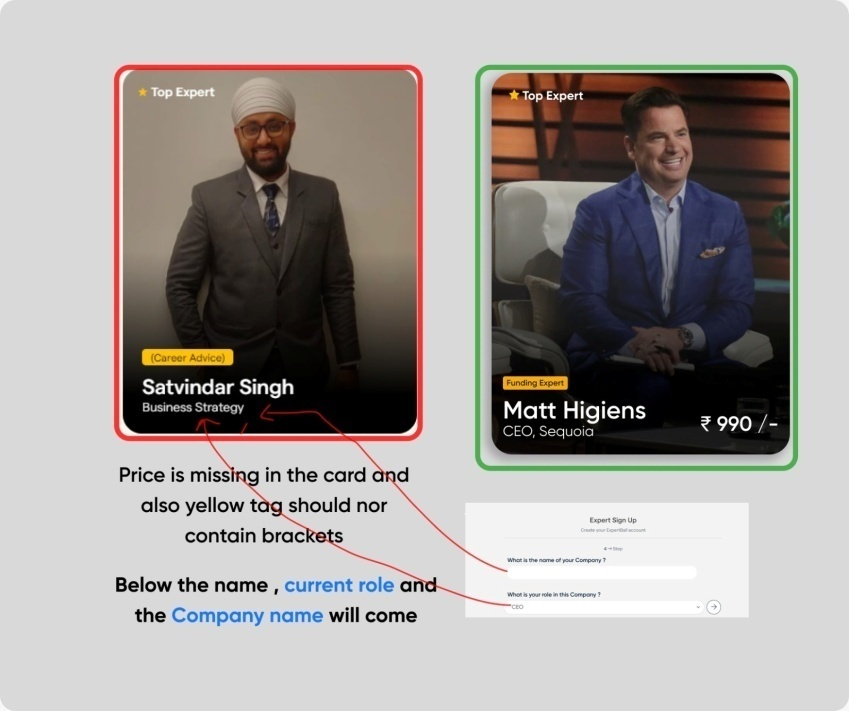 Top Expert
(Career Advice)
Satvindar Singh
Business Strategy
Top Expert
Funding Expert
Matt Higiens
CEO, Sequoia
₹ 990 /-
Price is missing in the card and
also yellow tag should nor
contain brackets
Below the name , current role and
the Company name will come
Expert Sign Up
Create your ExpertBell account
What is the name of your Company ?
What is your role in this Company ?
CEO